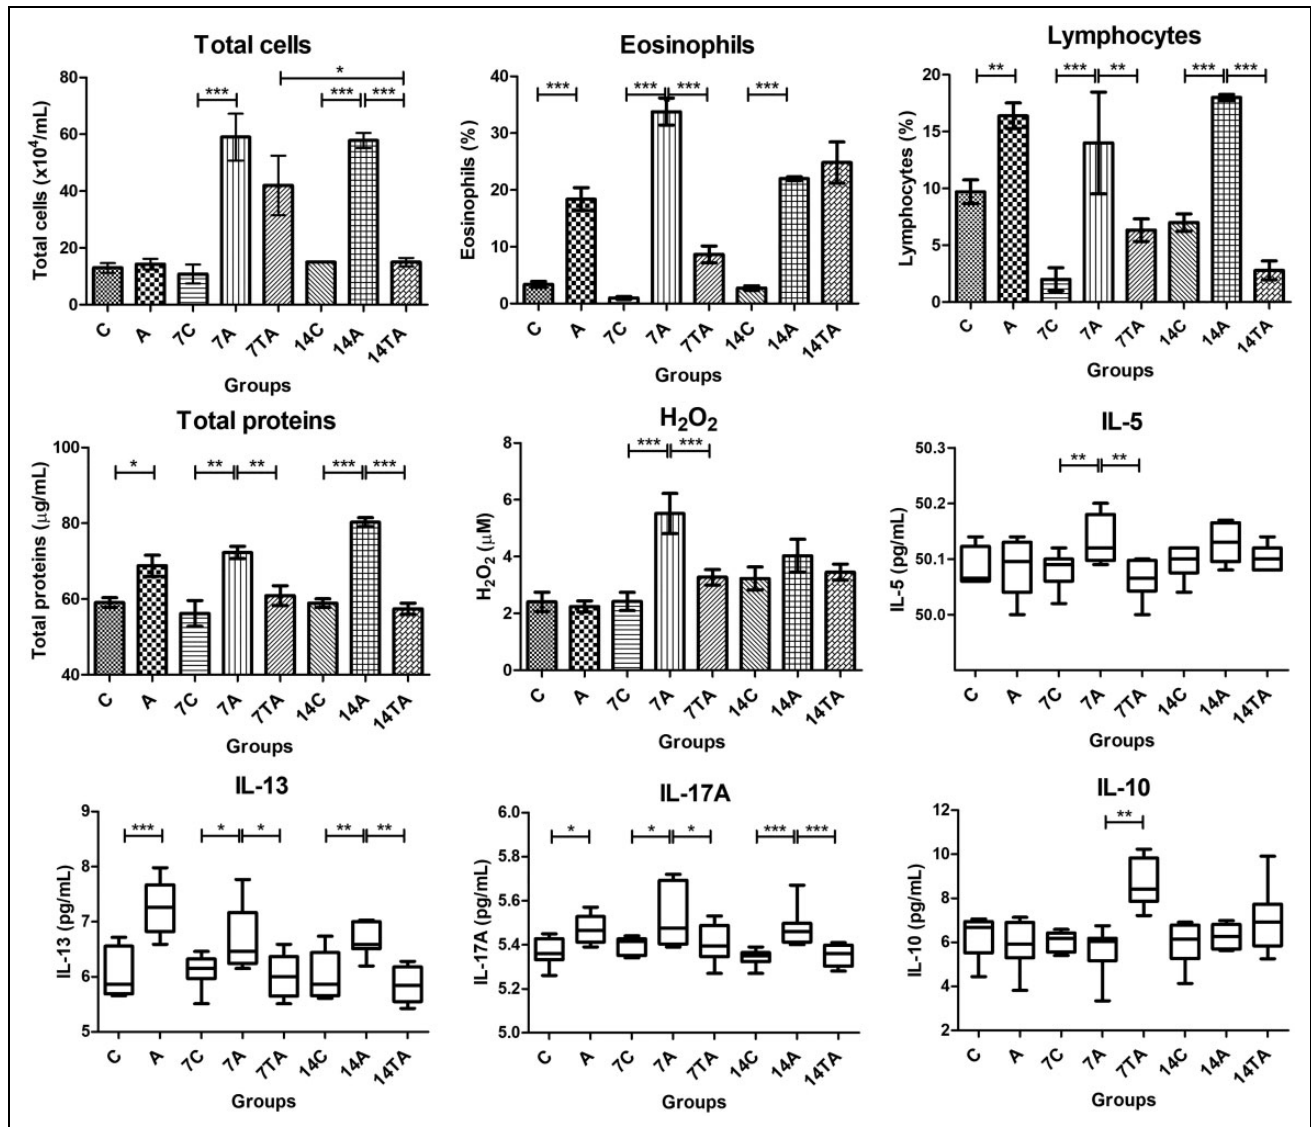 Total cells
*
*** *** ***
Total cells (x10⁴/mL)
80
60
40
20
0
C A 7C 7A 7TA 14C 14A 14TA
Groups
Eosinophils
*** *** *** ***
Eosinophils (%)
40
30
20
10
0
C A 7C 7A 7TA 14C 14A 14TA
Groups
Lymphocytes
** *** ** *** ***
Lymphocytes (%)
20
15
10
5
0
C A 7C 7A 7TA 14C 14A 14TA
Groups
Total proteins
* ** ** *** ***
Total proteins (μg/mL)
100
80
60
40
C A 7C 7A 7TA 14C 14A 14TA
Groups
H₂O₂
*** ***
H₂O₂ (μM)
8
6
4
2
0
C A 7C 7A 7TA 14C 14A 14TA
Groups
IL-5
** **
IL-5 (pg/mL)
50.3
50.2
50.1
50.0
C A 7C 7A 7TA 14C 14A 14TA
Groups
IL-13
*** * * ** **
IL-13 (pg/mL)
9
8
7
6
5
C A 7C 7A 7TA 14C 14A 14TA
Groups
IL-17A
* * * *** ***
IL-17A (pg/mL)
6.0
5.8
5.6
5.4
5.2
5.0
C A 7C 7A 7TA 14C 14A 14TA
Groups
IL-10
**
IL-10 (pg/mL)
12
10
8
6
4
2
C A 7C 7A 7TA 14C 14A 14TA
Groups